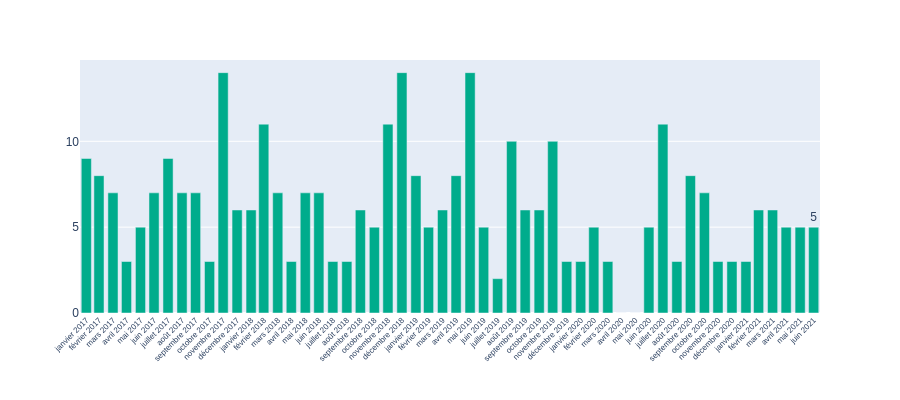 10
5
0
5
janvier 2017
février 2017
mars 2017
avril 2017
mai 2017
juin 2017
juillet 2017
août 2017
septembre 2017
octobre 2017
novembre 2017
décembre 2017
janvier 2018
février 2018
mars 2018
avril 2018
mai 2018
juin 2018
juillet 2018
août 2018
septembre 2018
octobre 2018
novembre 2018
décembre 2018
janvier 2019
février 2019
mars 2019
avril 2019
mai 2019
juin 2019
juillet 2019
août 2019
septembre 2019
octobre 2019
novembre 2019
décembre 2019
janvier 2020
février 2020
mars 2020
avril 2020
mai 2020
juin 2020
juillet 2020
août 2020
septembre 2020
octobre 2020
novembre 2020
décembre 2020
janvier 2021
février 2021
mars 2021
avril 2021
mai 2021
juin 2021